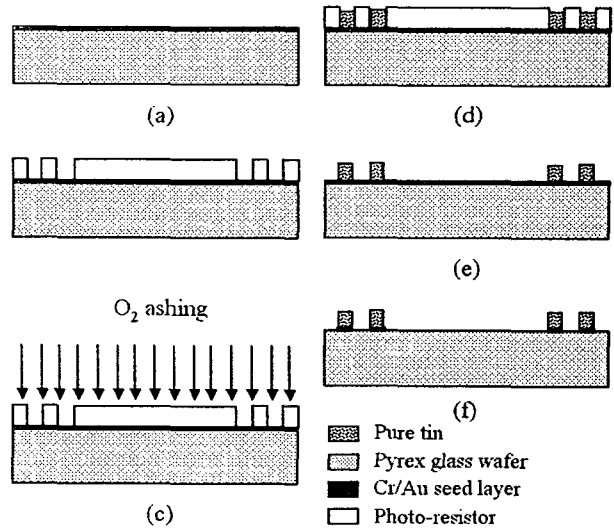 (a)
O₂ ashing
(c)
(d)
(e)
(f)
Pure tin
Pyrex glass wafer
Cr/Au seed layer
Photo-resistor